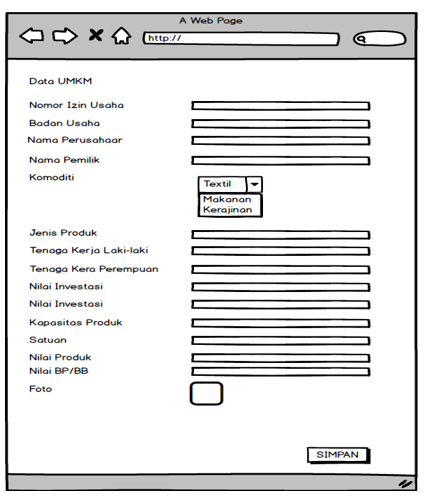 A Web Page
http://
Data UMKM
Nomor Izin Usaha
Badan Usaha
Nama Perusahaar
Nama Pemilik
Komoditi
Textil
Makanan
Kerajinan
Jenis Produk
Tenaga Kerja Laki-laki
Tenaga Kera Perempuan
Nilai Investasi
Nilai Investasi
Kapasitas Produk
Satuan
Nilai Produk
Nilai BP/BB
Foto
SIMPAN